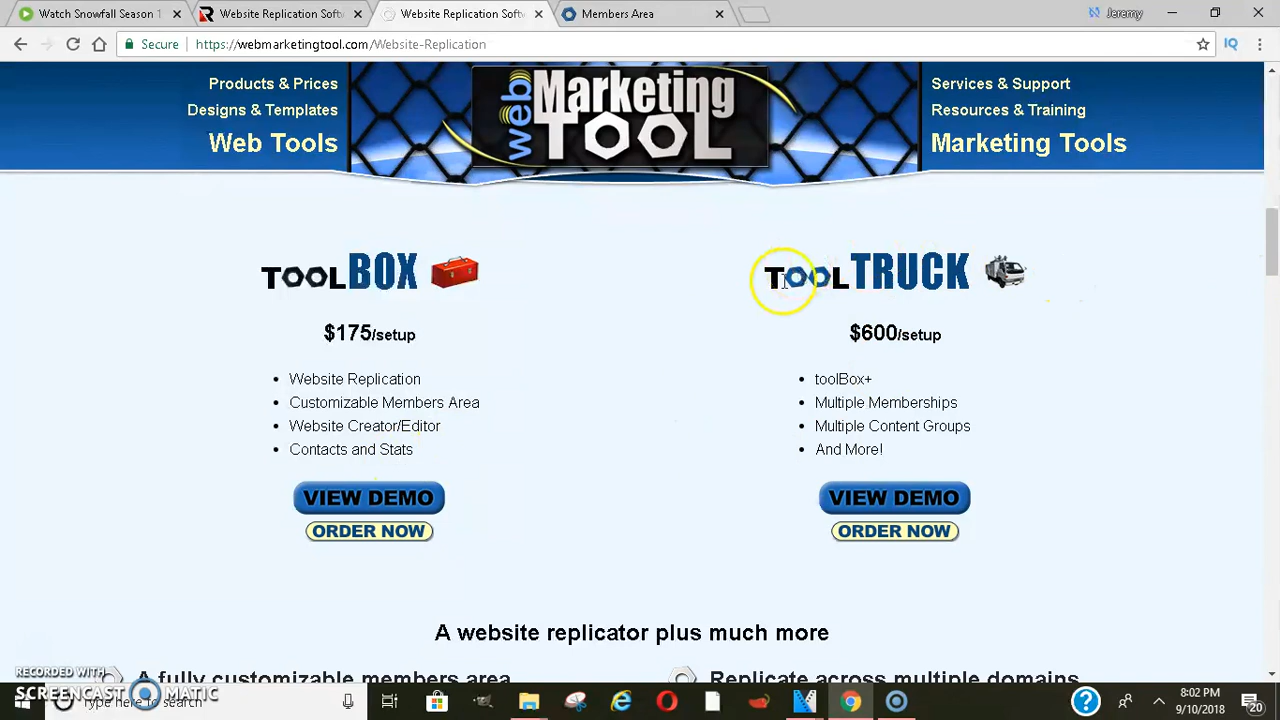 Watch Snowfall Season 1
Website Replication Softw
Website Replication Softw
Members Area
Jeremy
Secure
https://webmarketingtool.com/Website-Replication
IQ
Products & Prices
Designs & Templates
Web Tools
web Marketing TOOL
Services & Support
Resources & Training
Marketing Tools
TOOLBOX
TOOLTRUCK
$175/setup
$600/setup
• Website Replication
• Customizable Members Area
• Website Creator/Editor
• Contacts and Stats
• toolBox+
• Multiple Memberships
• Multiple Content Groups
• And More!
VIEW DEMO
VIEW DEMO
ORDER NOW
ORDER NOW
A website replicator plus much more
A fully customizable members area
Replicate across multiple domains
RECORDED WITH
SCREENCAST MATIC
Type here to search
8:02 PM
9/10/2018
20